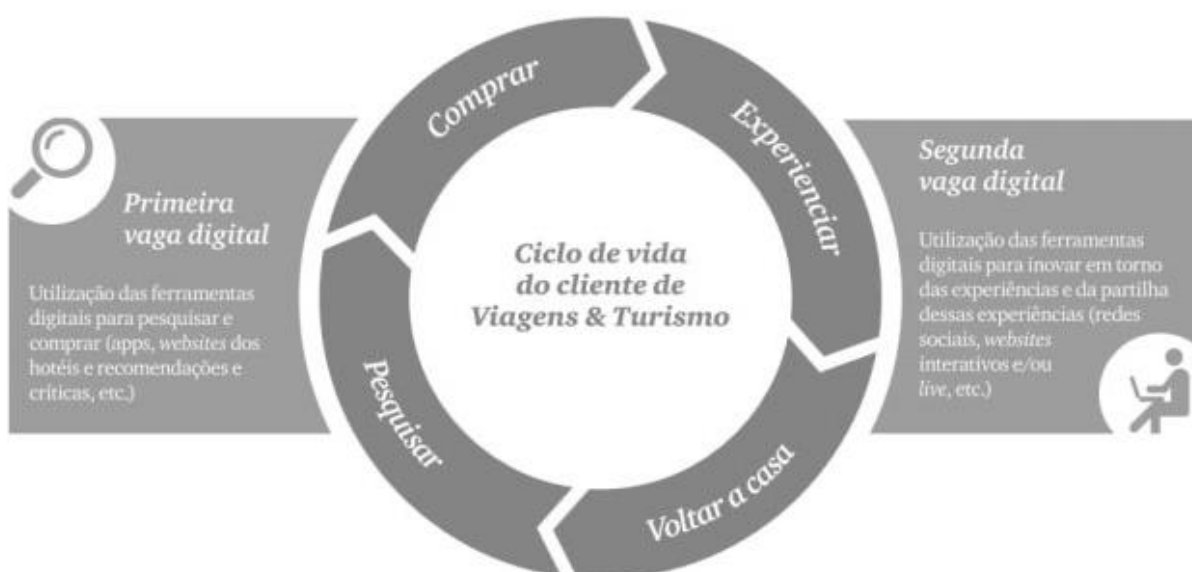 Primeira
vaga digital
Utilização das ferramentas
digitais para pesquisar e
comprar (apps, websites dos
hotéis e recomendações e
críticas, etc.)
Comprar
Experienciar
Pesquisar
Voltar a casa
Ciclo de vida
do cliente de
Viagens & Turismo
Segunda
vaga digital
Utilização das ferramentas
digitais para inovar em torno
das experiências e da partilha
dessas experiências (redes
sociais, websites
interativos e/ou
live, etc.)